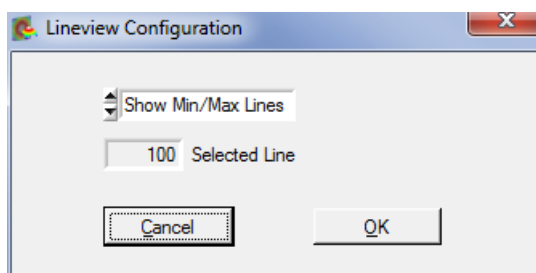 Lineview Configuration
Show Min/Max Lines
100 Selected Line
Cancel OK